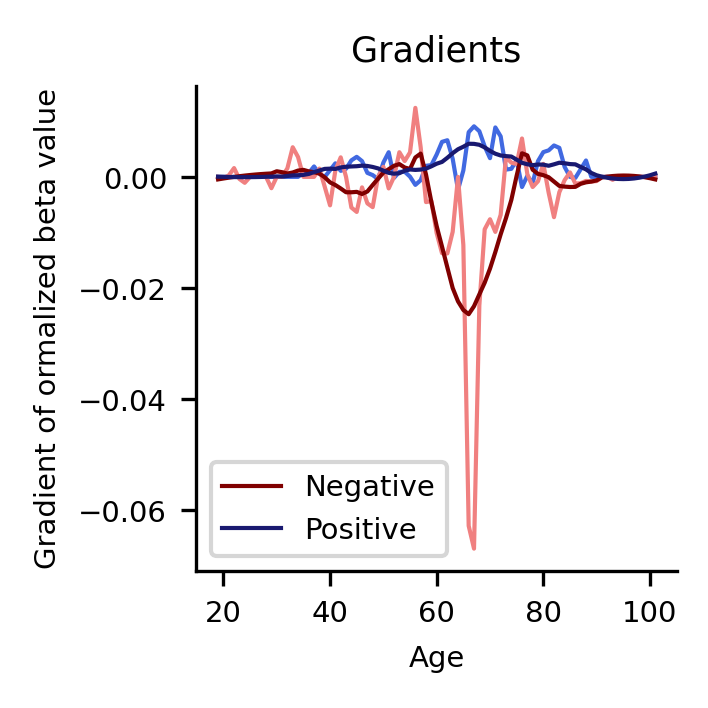 Gradients
Gradient of ormalized beta value
0.00
−0.02
−0.04
−0.06
Negative
Positive
20 40 60 80 100
Age